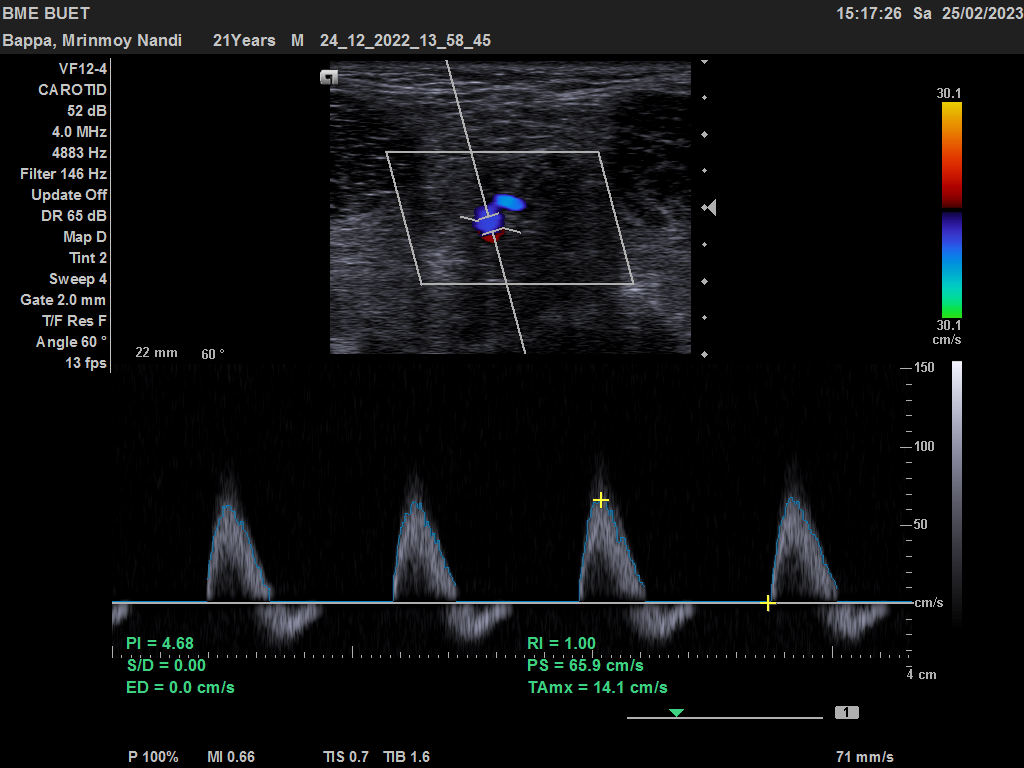 BME BUET 15:17:26 Sa 25/02/2023
Bappa, Mrinmoy Nandi 21Years M 24_12_2022_13_58_45
VF12-4
CAROTID
52 dB
4.0 MHz
4883 Hz
Filter 146 Hz
Update Off
DR 65 dB
Map D
Tint 2
Sweep 4
Gate 2.0 mm
T/F Res F
Angle 60 °
13 fps
22 mm 60 °
30.1
30.1
cm/s
150
100
50
cm/s
4 cm
PI = 4.68
S/D = 0.00
ED = 0.0 cm/s
RI = 1.00
PS = 65.9 cm/s
TAmx = 14.1 cm/s
1
P 100% MI 0.66 TIS 0.7 TIB 1.6 71 mm/s